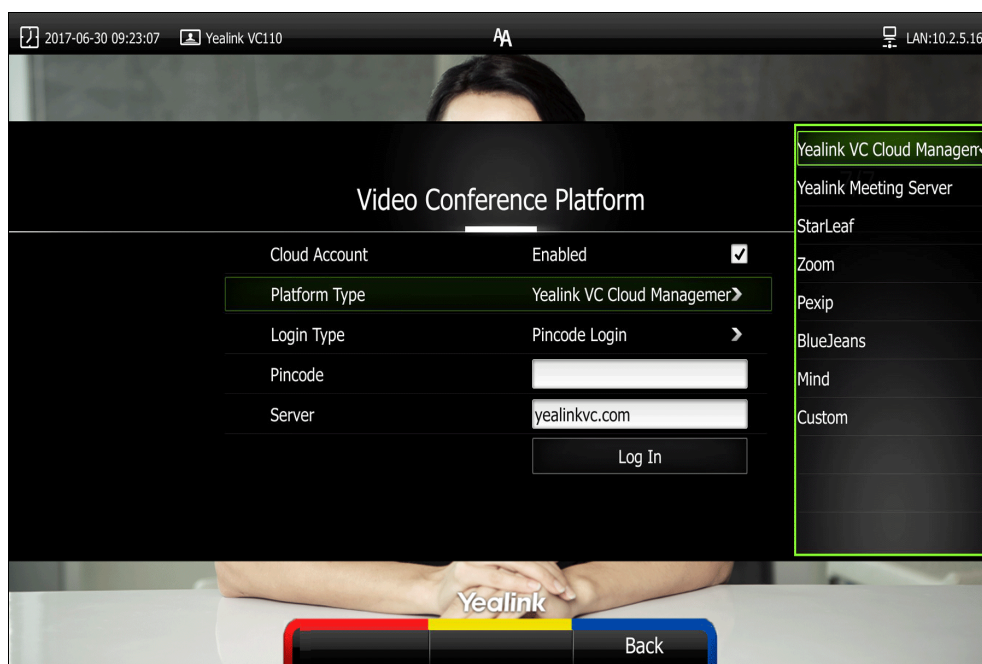 2017-06-30 09:23:07 Yealink VC110 LAN:10.2.5.16
Video Conference Platform
Cloud Account Enabled
Platform Type Yealink VC Cloud Managemer
Login Type Pincode Login
Pincode
Server yealinkvc.com
Log In
Yealink VC Cloud Managem
Yealink Meeting Server
StarLeaf
Zoom
Pexip
BlueJeans
Mind
Custom
Yealink
Back